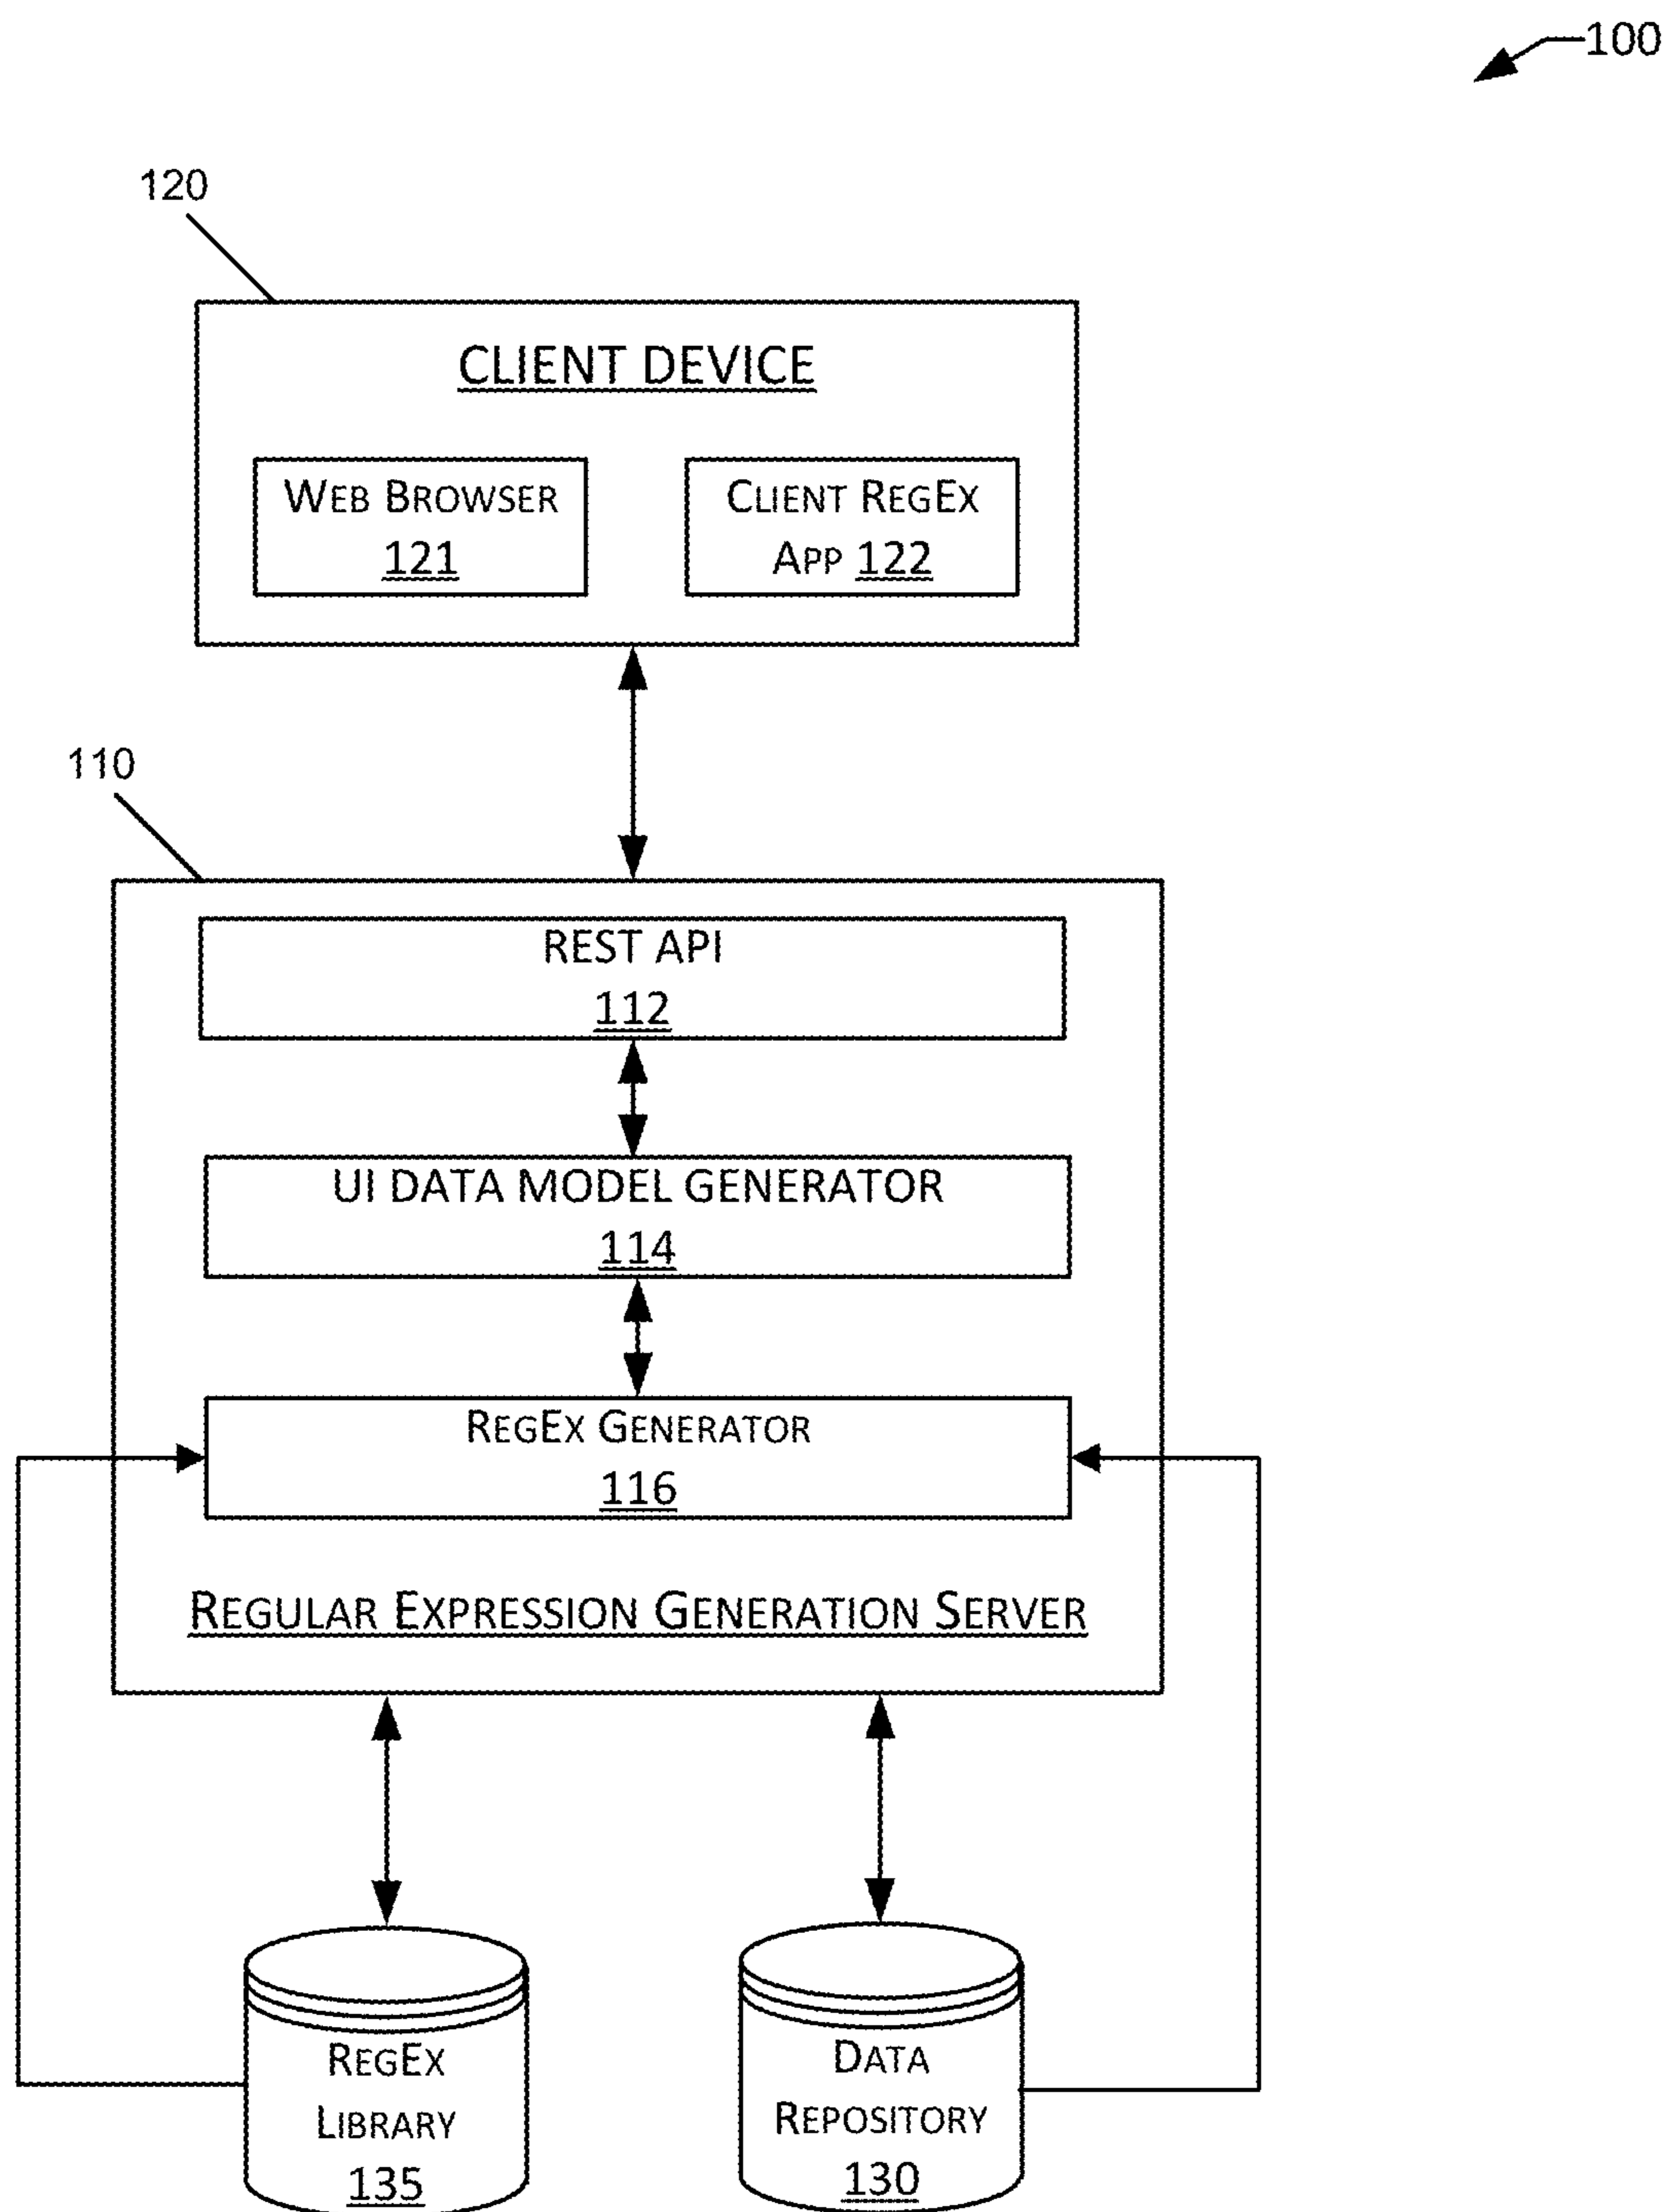 100
120
CLIENT DEVICE
WEB BROWSER
121
CLIENT REGEX
APP 122
110
REST API
112
UI DATA MODEL GENERATOR
114
REGEX GENERATOR
116
REGULAR EXPRESSION GENERATION SERVER
REGEX
LIBRARY
135
DATA
REPOSITORY
130